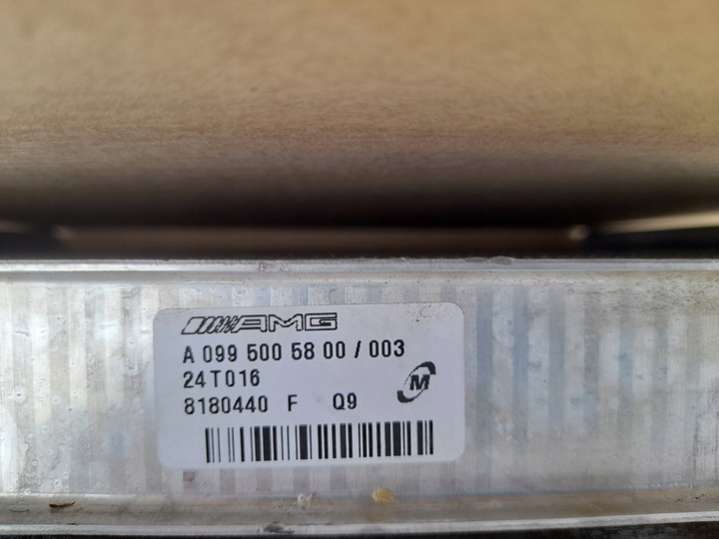 AMG
A 099 500 58 00 / 003
24T016
M
8180440 F Q9